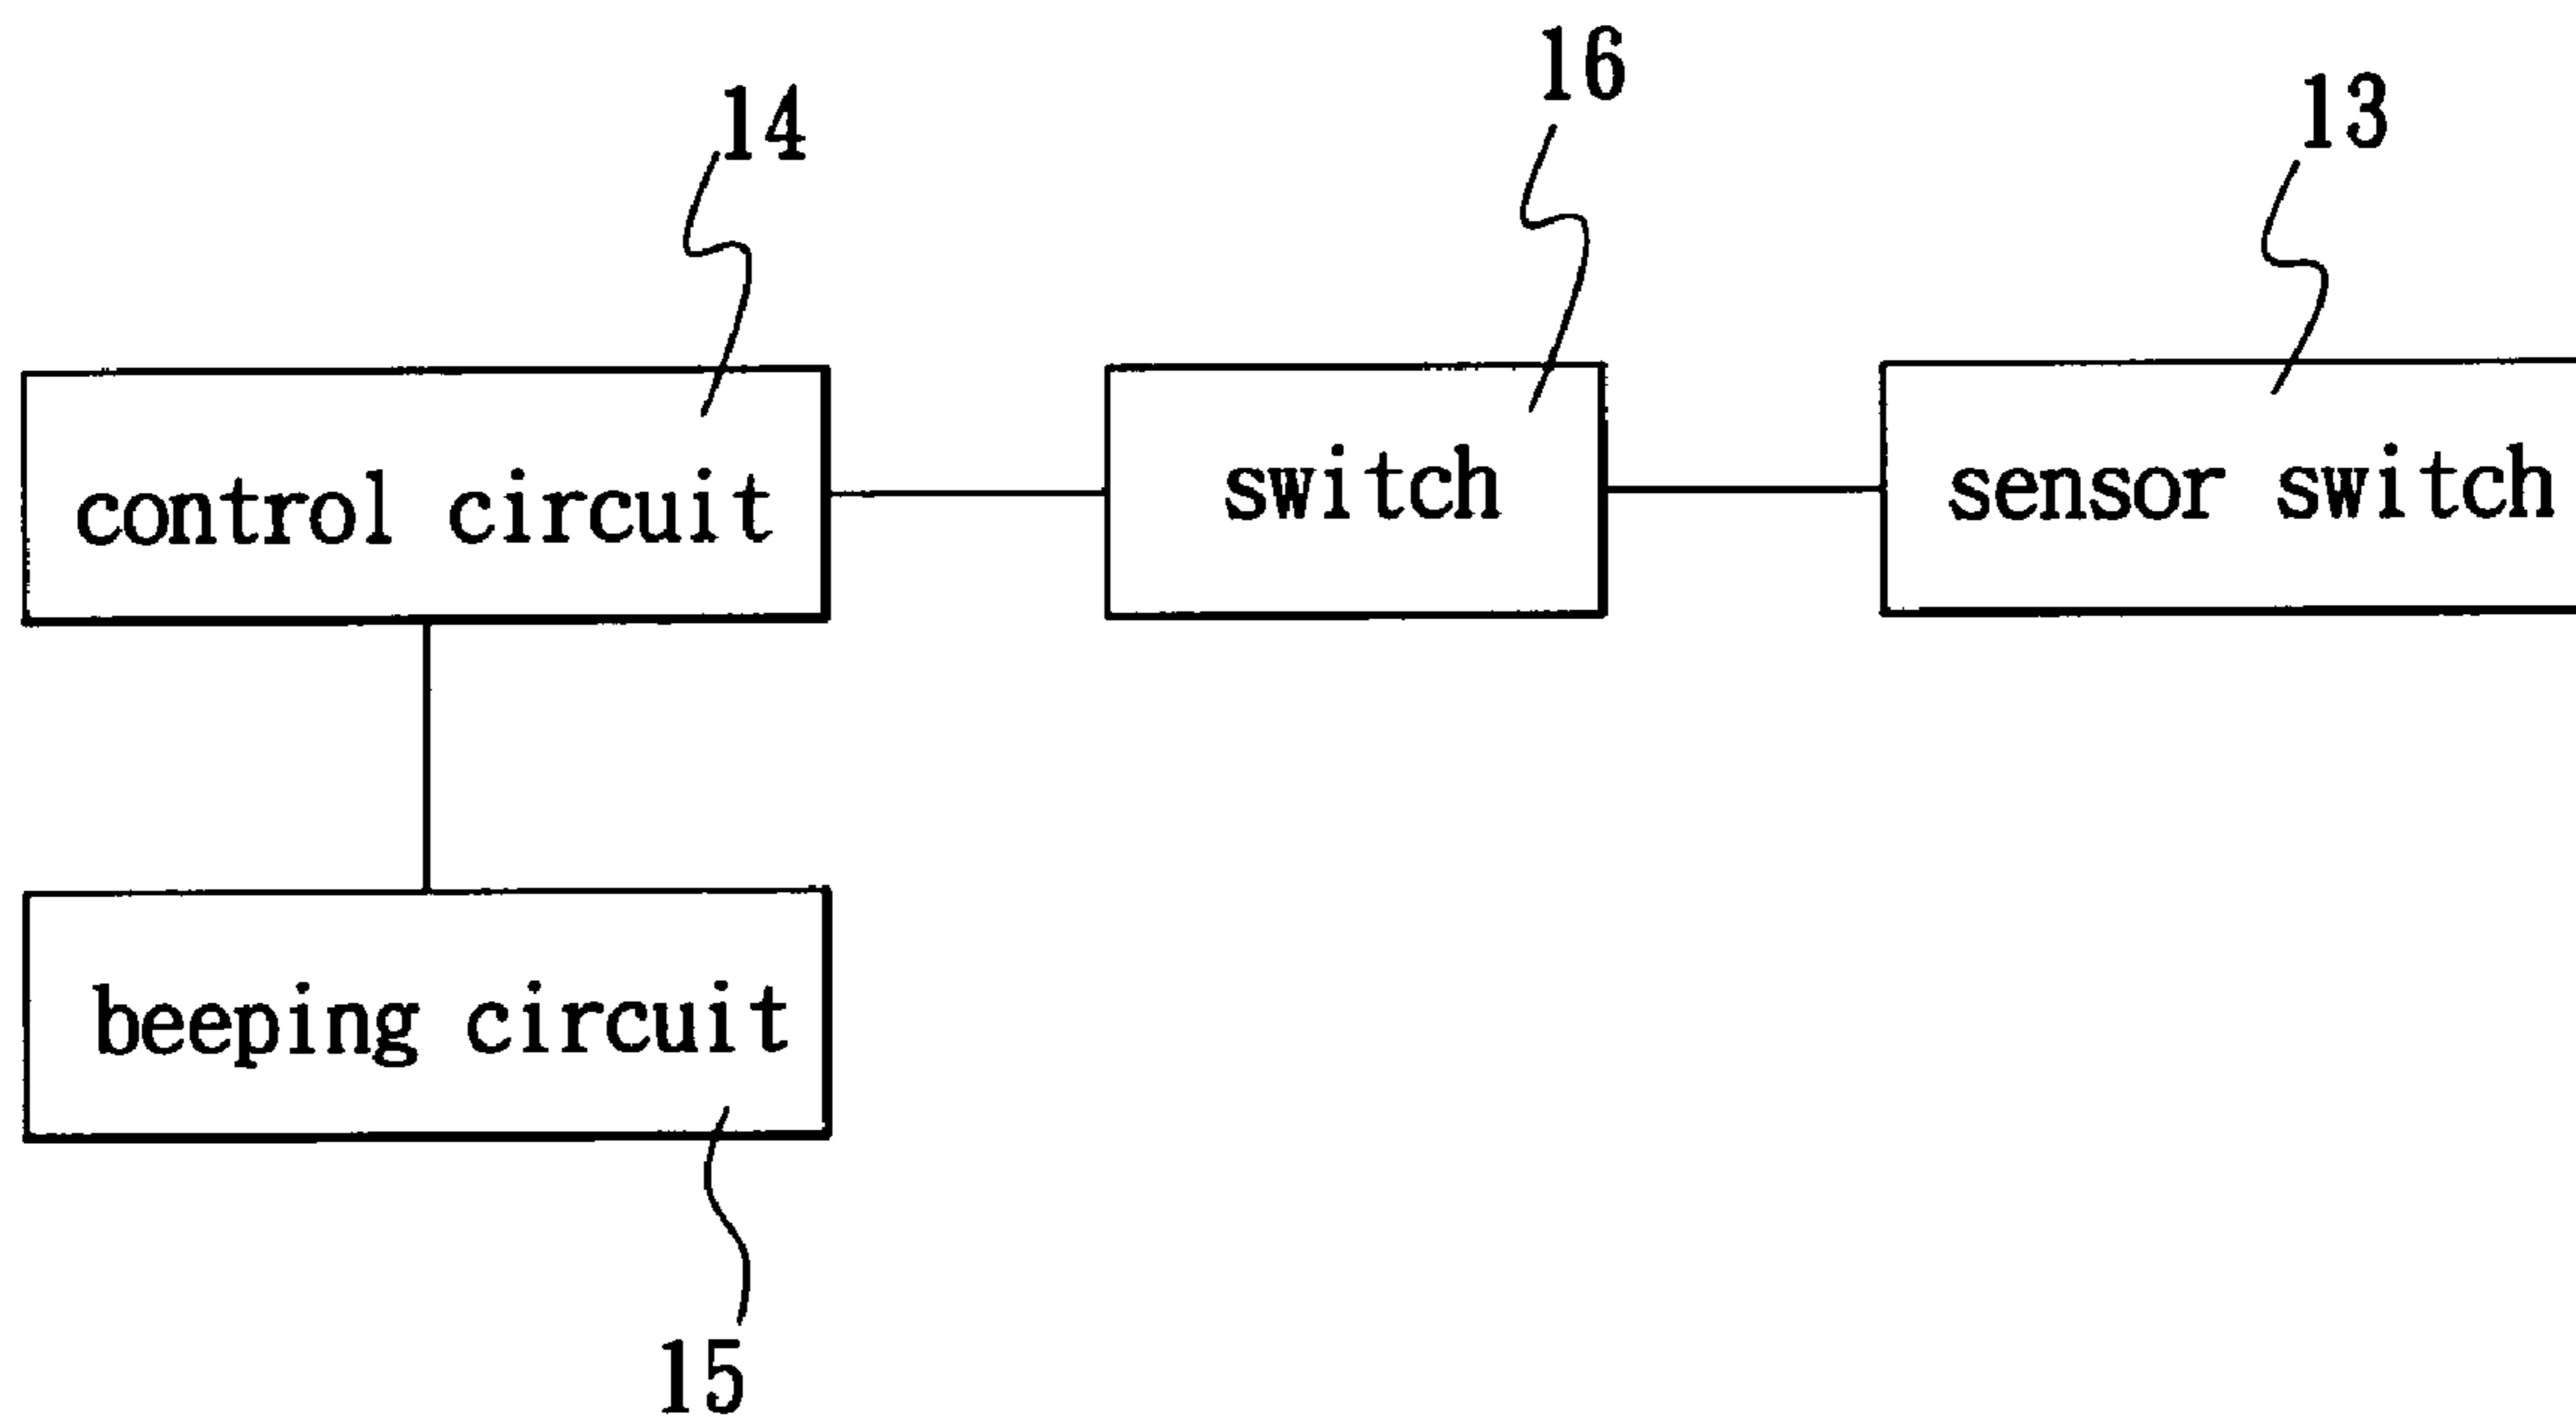 14
16
13
control circuit
switch
sensor switch
beeping circuit
15